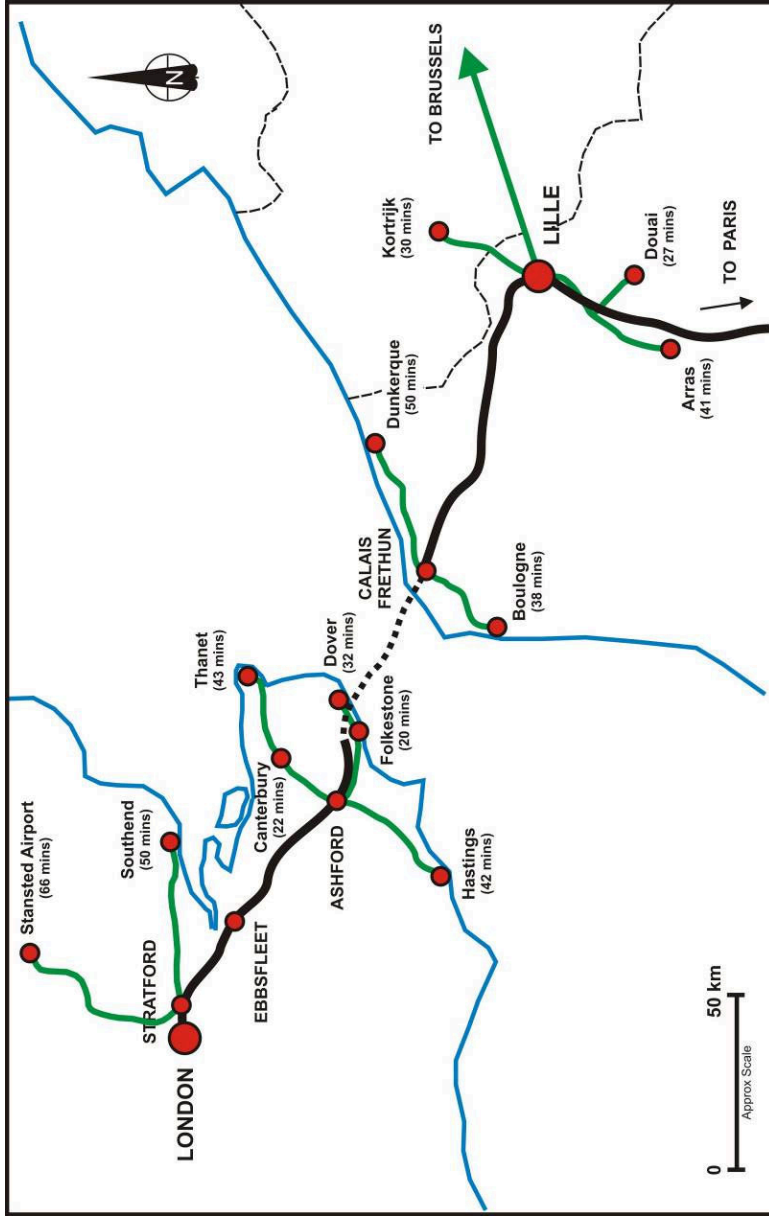 N
Stansted Airport
(66 mins)
Southend
(50 mins)
STRATFORD
LONDON
EBBSFLEET
Thanet
(43 mins)
Canterbury
(22 mins)
ASHFORD
Dover
(32 mins)
Folkestone
(20 mins)
Hastings
(42 mins)
CALAIS
FRETHUN
Dunkerque
(50 mins)
Boulogne
(38 mins)
Kortrijk
(30 mins)
TO BRUSSELS
LILLE
Douai
(27 mins)
Arras
(41 mins)
TO PARIS
0
50 km
Approx Scale